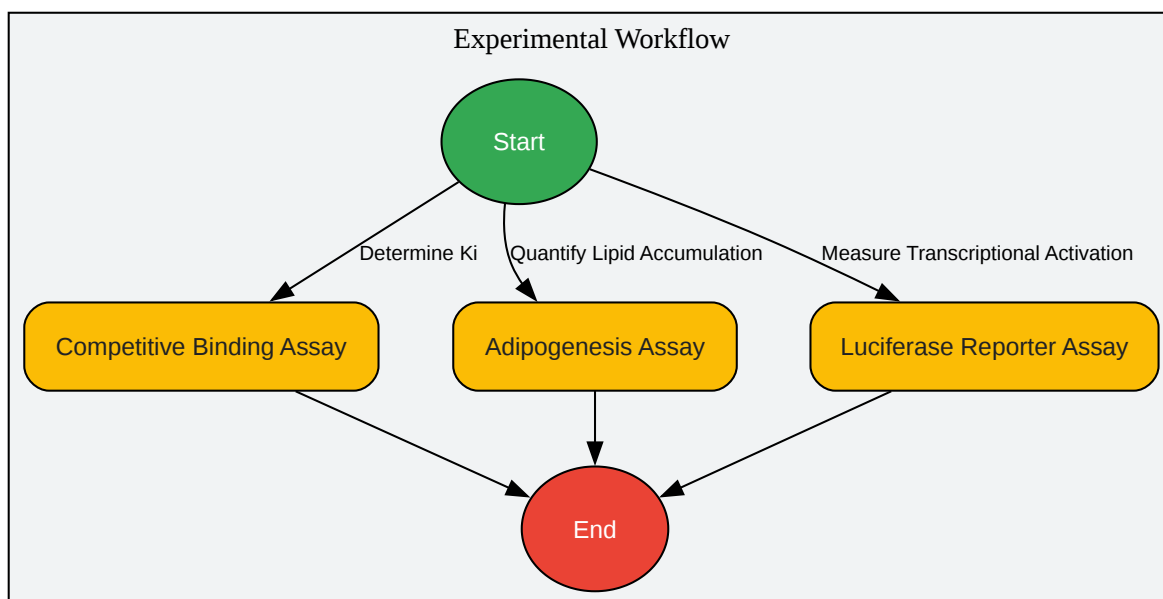 Experimental Workflow
Start
Determine Ki
Quantify Lipid Accumulation
Measure Transcriptional Activation
Competitive Binding Assay
Adipogenesis Assay
Luciferase Reporter Assay
End